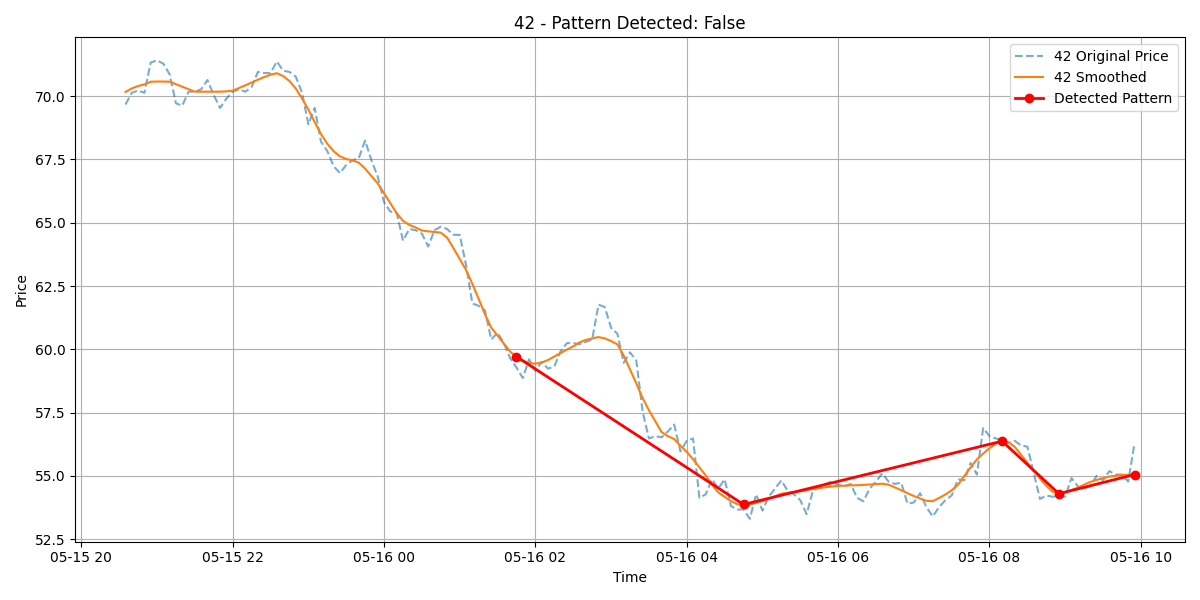 42 - Pattern Detected: False
42 Original Price
42 Smoothed
Detected Pattern
Price
70.0
67.5
65.0
62.5
60.0
57.5
55.0
52.5
05-15 20
05-15 22
05-16 00
05-16 02
05-16 04
05-16 06
05-16 08
05-16 10
Time